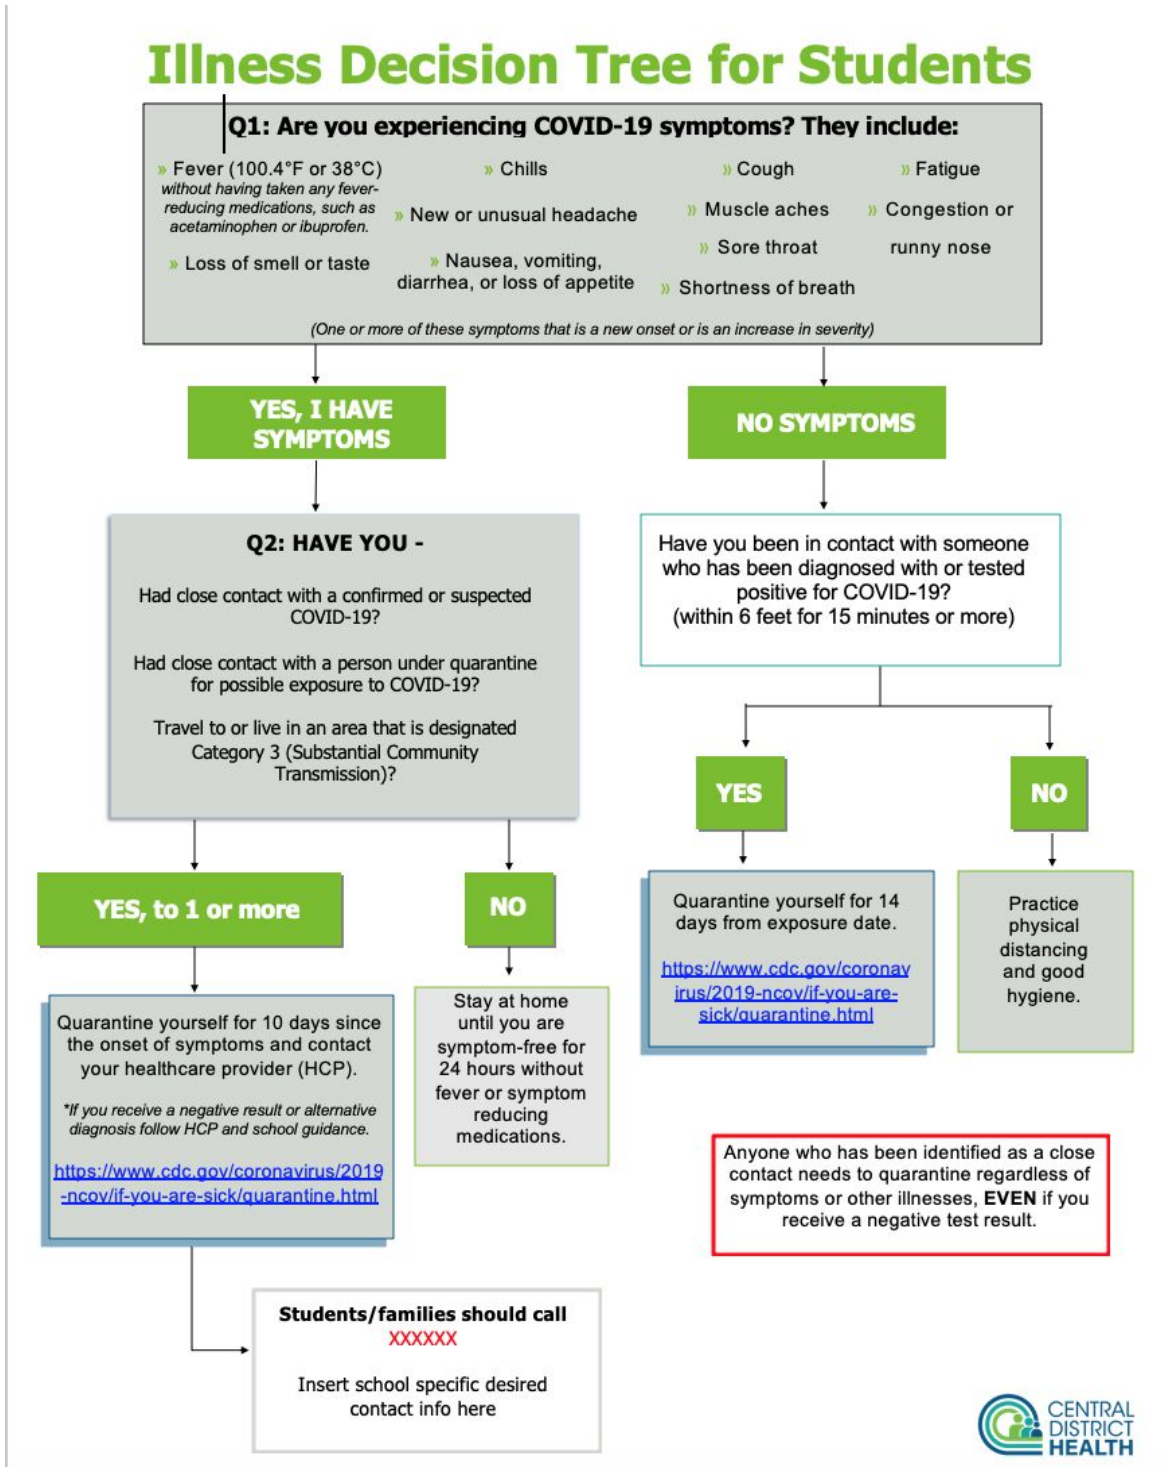 Illness Decision Tree for Students
Q1: Are you experiencing COVID-19 symptoms? They include:
» Fever (100.4°F or 38°C)
without having taken any fever-
reducing medications, such as
acetaminophen or ibuprofen.
» Loss of smell or taste
» Chills
» New or unusual headache
» Nausea, vomiting,
diarrhea, or loss of appetite
» Cough
» Muscle aches
» Sore throat
» Shortness of breath
» Fatigue
» Congestion or
runny nose
(One or more of these symptoms that is a new onset or is an increase in severity)
YES, I HAVE
SYMPTOMS
NO SYMPTOMS
Q2: HAVE YOU -
Had close contact with a confirmed or suspected
COVID-19?
Had close contact with a person under quarantine
for possible exposure to COVID-19?
Travel to or live in an area that is designated
Category 3 (Substantial Community
Transmission)?
Have you been in contact with someone
who has been diagnosed with or tested
positive for COVID-19?
(within 6 feet for 15 minutes or more)
YES
NO
YES, to 1 or more
NO
Quarantine yourself for 14
days from exposure date.
https://www.cdc.gov/coronav
irus/2019-ncov/if-you-are-
sick/quarantine.html
Practice
physical
distancing
and good
hygiene.
Quarantine yourself for 10 days since
the onset of symptoms and contact
your healthcare provider (HCP).
*If you receive a negative result or alternative
diagnosis follow HCP and school guidance.
https://www.cdc.gov/coronavirus/2019
-ncov/if-you-are-sick/quarantine.html
Stay at home
until you are
symptom-free for
24 hours without
fever or symptom
reducing
medications.
Anyone who has been identified as a close
contact needs to quarantine regardless of
symptoms or other illnesses, EVEN if you
receive a negative test result.
Students/families should call
XXXXXX
Insert school specific desired
contact info here
CENTRAL
DISTRICT
HEALTH